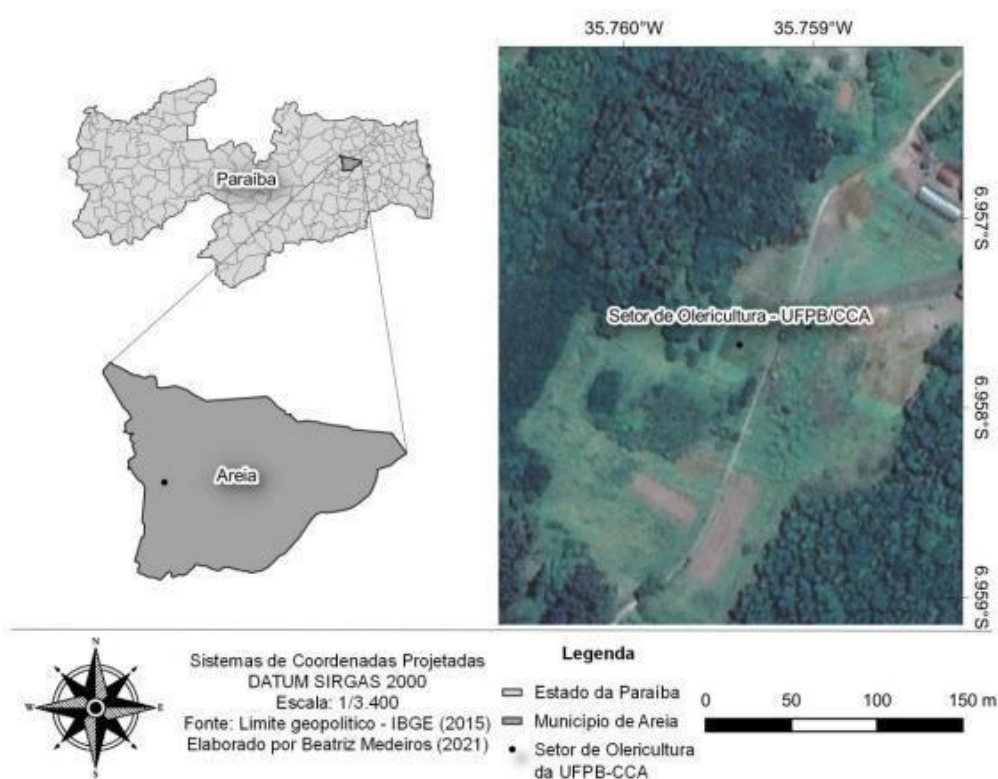 35.760°W
35.759°W
Paraíba
6.957°S
Setor de Olericultura - UFPB/CCA
6.958°S
Areia
6.959°S
N
E
S
Sistemas de Coordenadas Projetadas
DATUM SIRGAS 2000
Escala: 1/3.400
Fonte: Limite geopolitico - IBGE (2015)
Elaborado por Beatriz Medeiros (2021)
Legenda
Estado da Paraíba
Município de Areia
Setor de Olericultura
da UFPB-CCA
0 50 100 150 m